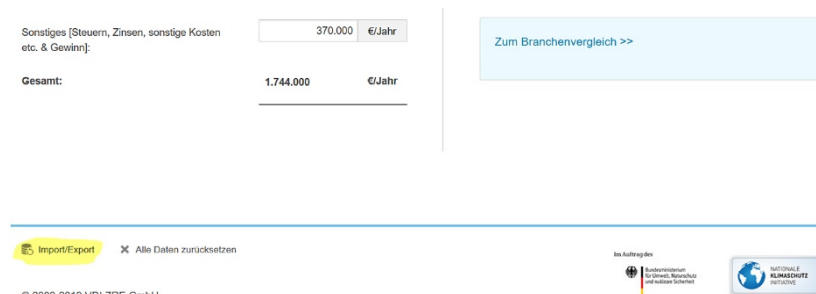 Sonstiges [Steuern, Zinsen, sonstige Kosten
etc. & Gewinn]:
370.000 €/Jahr
Zum Branchenvergleich >>
Gesamt: 1.744.000 €/Jahr
Import/Export Alle Daten zurücksetzen
Im Auftrag des
Bundesministerium
für Umwelt, Naturschutz
und nukleare Sicherheit
NATIONALE
KLIMASCHUTZ
INITIATIVE